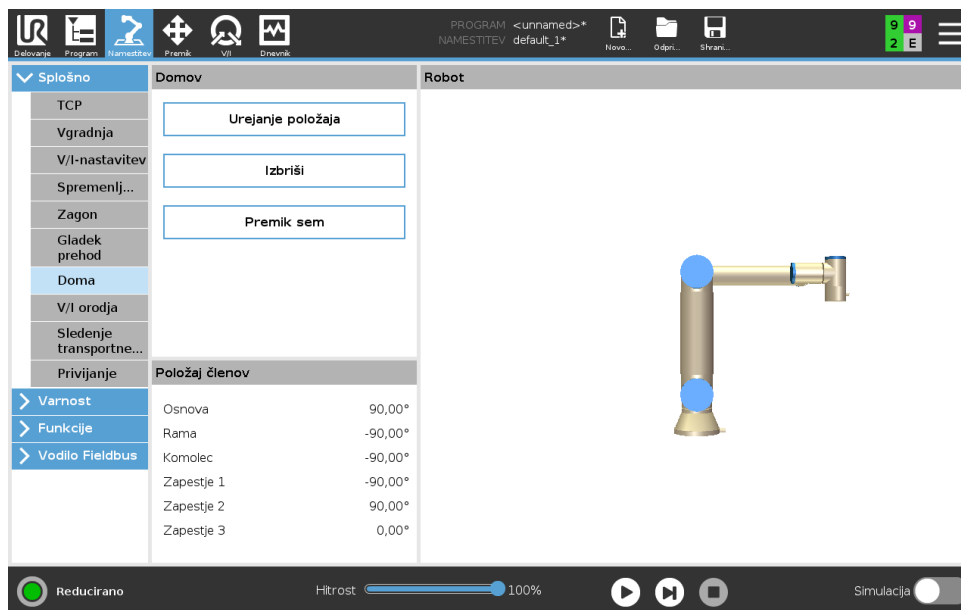 PROGRAM <unnamed>*
NAMESTITEV default_1*
Delovanje
Program
Namestitev
Premik
V/I
Dnevnik
Novo...
Odpri...
Shrani...
9 9
2 E
Splošno
TCP
Vgradnja
V/I-nastavitev
Spremenlj...
Zagon
Gladek
prehod
Doma
V/I orodja
Sledenje
transportne...
Privijanje
Varnost
Funkcije
Vodilo Fieldbus
Domov
Urejanje položaja
Izbriši
Premik sem
Položaj členov
Osnova 90,00°
Rama -90,00°
Komolec -90,00°
Zapestje 1 -90,00°
Zapestje 2 90,00°
Zapestje 3 0,00°
Robot
Reducirano
Hitrost 100%
Simulacija